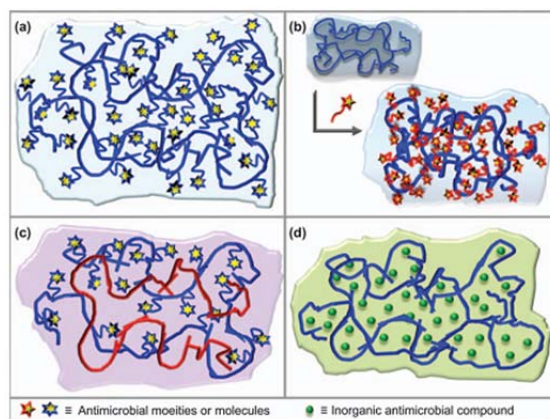 (a)
(b)
(c)
(d)
≡ Antimicrobial moeities or molecules
≡ Inorganic antimicrobial compound